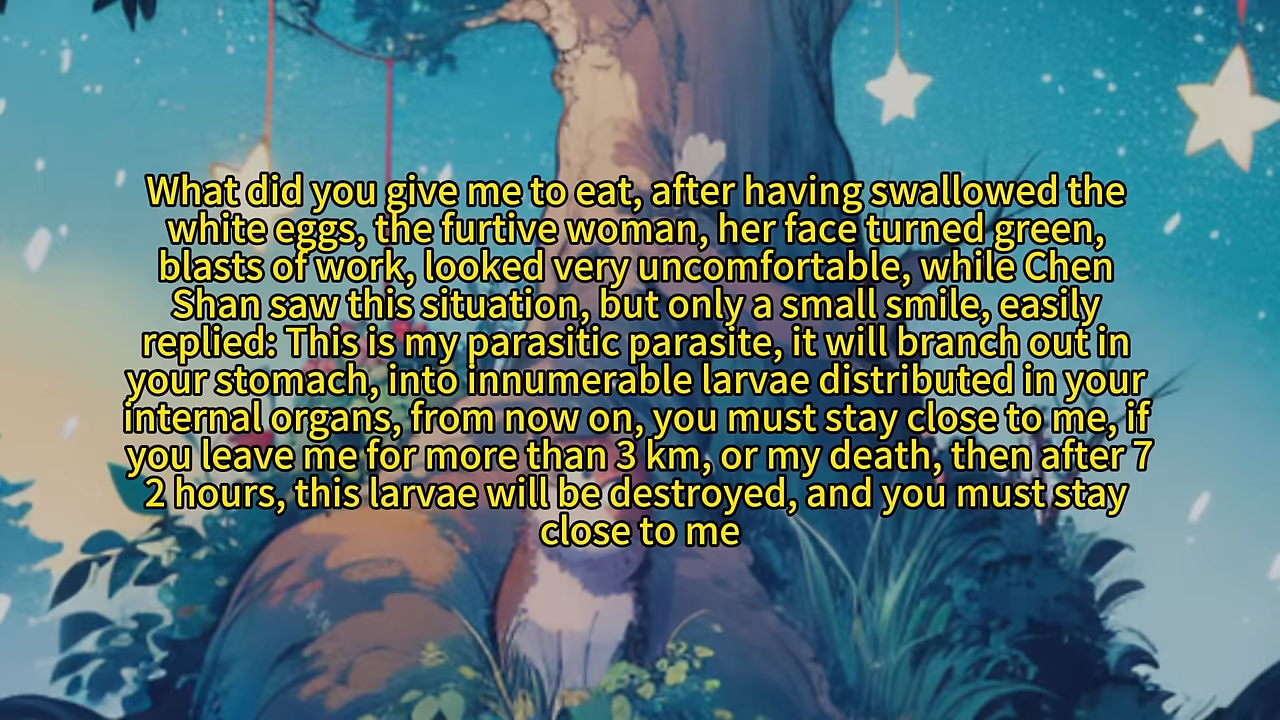 What did you give me to eat, after having swallowed the
white eggs, the furtive woman, her face turned green,
blasts of work, looked very uncomfortable, while Chen
Shan saw this situation, but only a small smile, easily
replied: This is my parasitic parasite, it will branch out in
your stomach, into innumerable larvae distributed in your
internal organs, from now on, you must stay close to me, if
you leave me for more than 3 km, or my death, then after 7
2 hours, this larvae will be destroyed, and you must stay
close to me